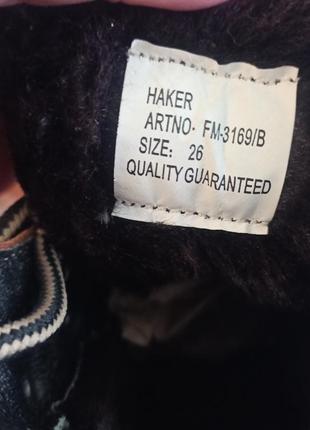 HAKER
ARTNO· FM-3169/B
SIZE: 26
QUALITY GUARANTEED